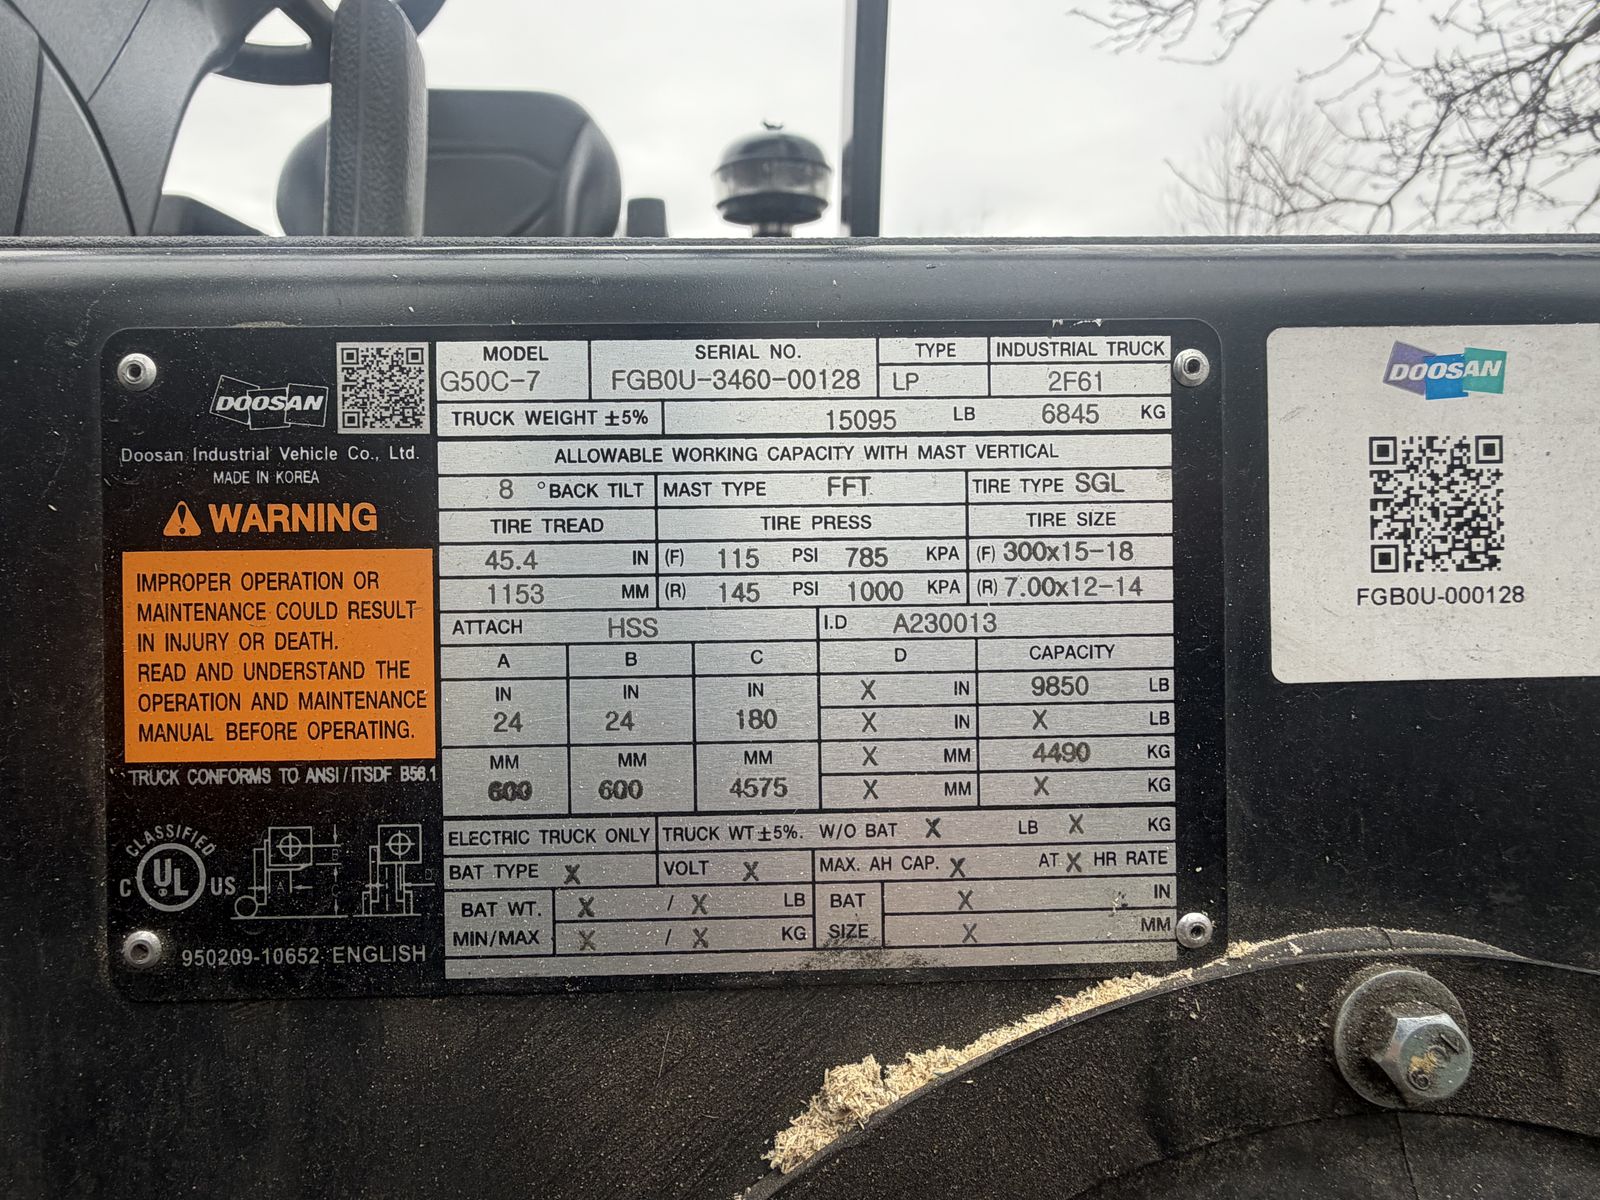 DOOSAN
Doosan Industrial Vehicle Co., Ltd.
MADE IN KOREA
WARNING
IMPROPER OPERATION OR
MAINTENANCE COULD RESULT
IN INJURY OR DEATH.
READ AND UNDERSTAND THE
OPERATION AND MAINTENANCE
MANUAL BEFORE OPERATING.
TRUCK CONFORMS TO ANSI/ITSDF B56.1
CLASSIFIED
C UL US
A B C D
950209-10652 ENGLISH
MODEL SERIAL NO. TYPE INDUSTRIAL TRUCK
G50C-7 FGB0U-3460-00128 LP 2F61
TRUCK WEIGHT ±5% 15095 LB 6845 KG
ALLOWABLE WORKING CAPACITY WITH MAST VERTICAL
8 °BACK TILT MAST TYPE FFT TIRE TYPE SGL
TIRE TREAD TIRE PRESS TIRE SIZE
45.4 IN (F) 115 PSI 785 KPA (F) 300x15-18
1153 MM (R) 145 PSI 1000 KPA (R) 7.00x12-14
ATTACH HSS I.D A230013
A B C D CAPACITY
IN IN IN X IN 9850 LB
24 24 180 X IN X LB
MM MM MM X MM 4490 KG
600 600 4575 X MM X KG
ELECTRIC TRUCK ONLY TRUCK WT ±5%. W/O BAT X LB X KG
BAT TYPE X VOLT X MAX. AH CAP. X AT X HR RATE
BAT WT. X / X LB BAT X IN
MIN/MAX X / X KG SIZE X MM
DOOSAN
FGB0U-000128